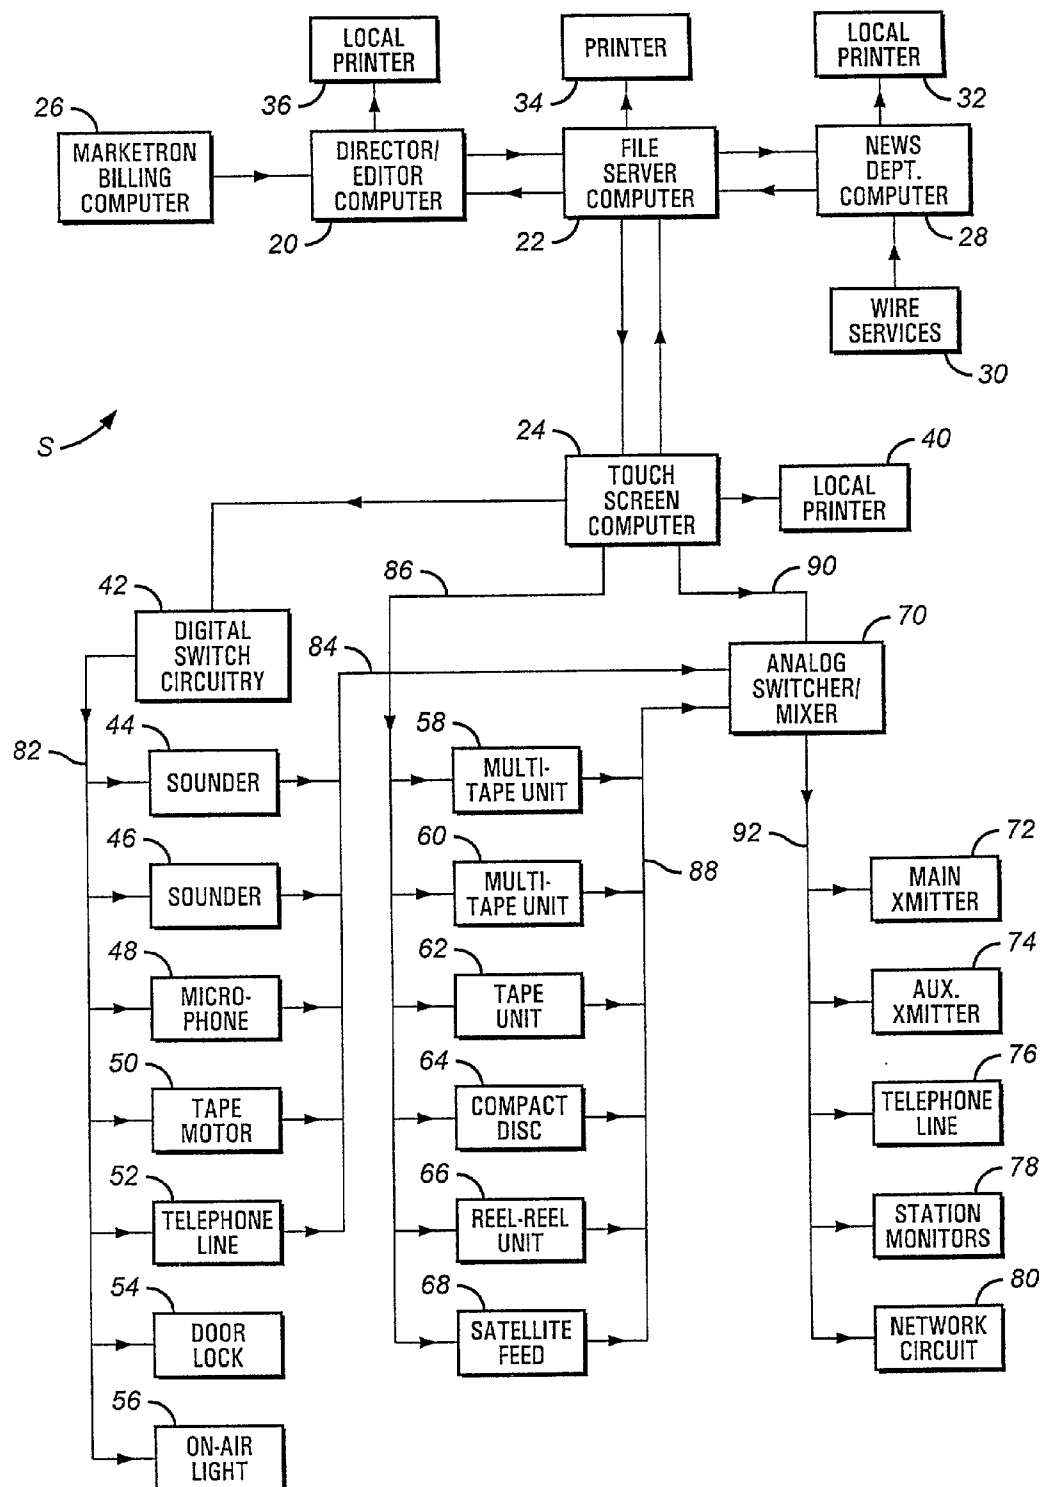 LOCAL
PRINTER
36
PRINTER
34
LOCAL
PRINTER
32
26
MARKETRON
BILLING
COMPUTER
DIRECTOR/
EDITOR
COMPUTER
20
FILE
SERVER
COMPUTER
22
NEWS
DEPT.
COMPUTER
28
WIRE
SERVICES
30
S
24
TOUCH
SCREEN
COMPUTER
40
LOCAL
PRINTER
42
DIGITAL
SWITCH
CIRCUITRY
86
90
84
70
ANALOG
SWITCHER/
MIXER
82
44
SOUNDER
46
SOUNDER
48
MICRO-
PHONE
50
TAPE
MOTOR
52
TELEPHONE
LINE
54
DOOR
LOCK
56
ON-AIR
LIGHT
58
MULTI-
TAPE UNIT
60
MULTI-
TAPE UNIT
62
TAPE
UNIT
64
COMPACT
DISC
66
REEL-REEL
UNIT
68
SATELLITE
FEED
88
92
72
MAIN
XMITTER
74
AUX.
XMITTER
76
TELEPHONE
LINE
78
STATION
MONITORS
80
NETWORK
CIRCUIT